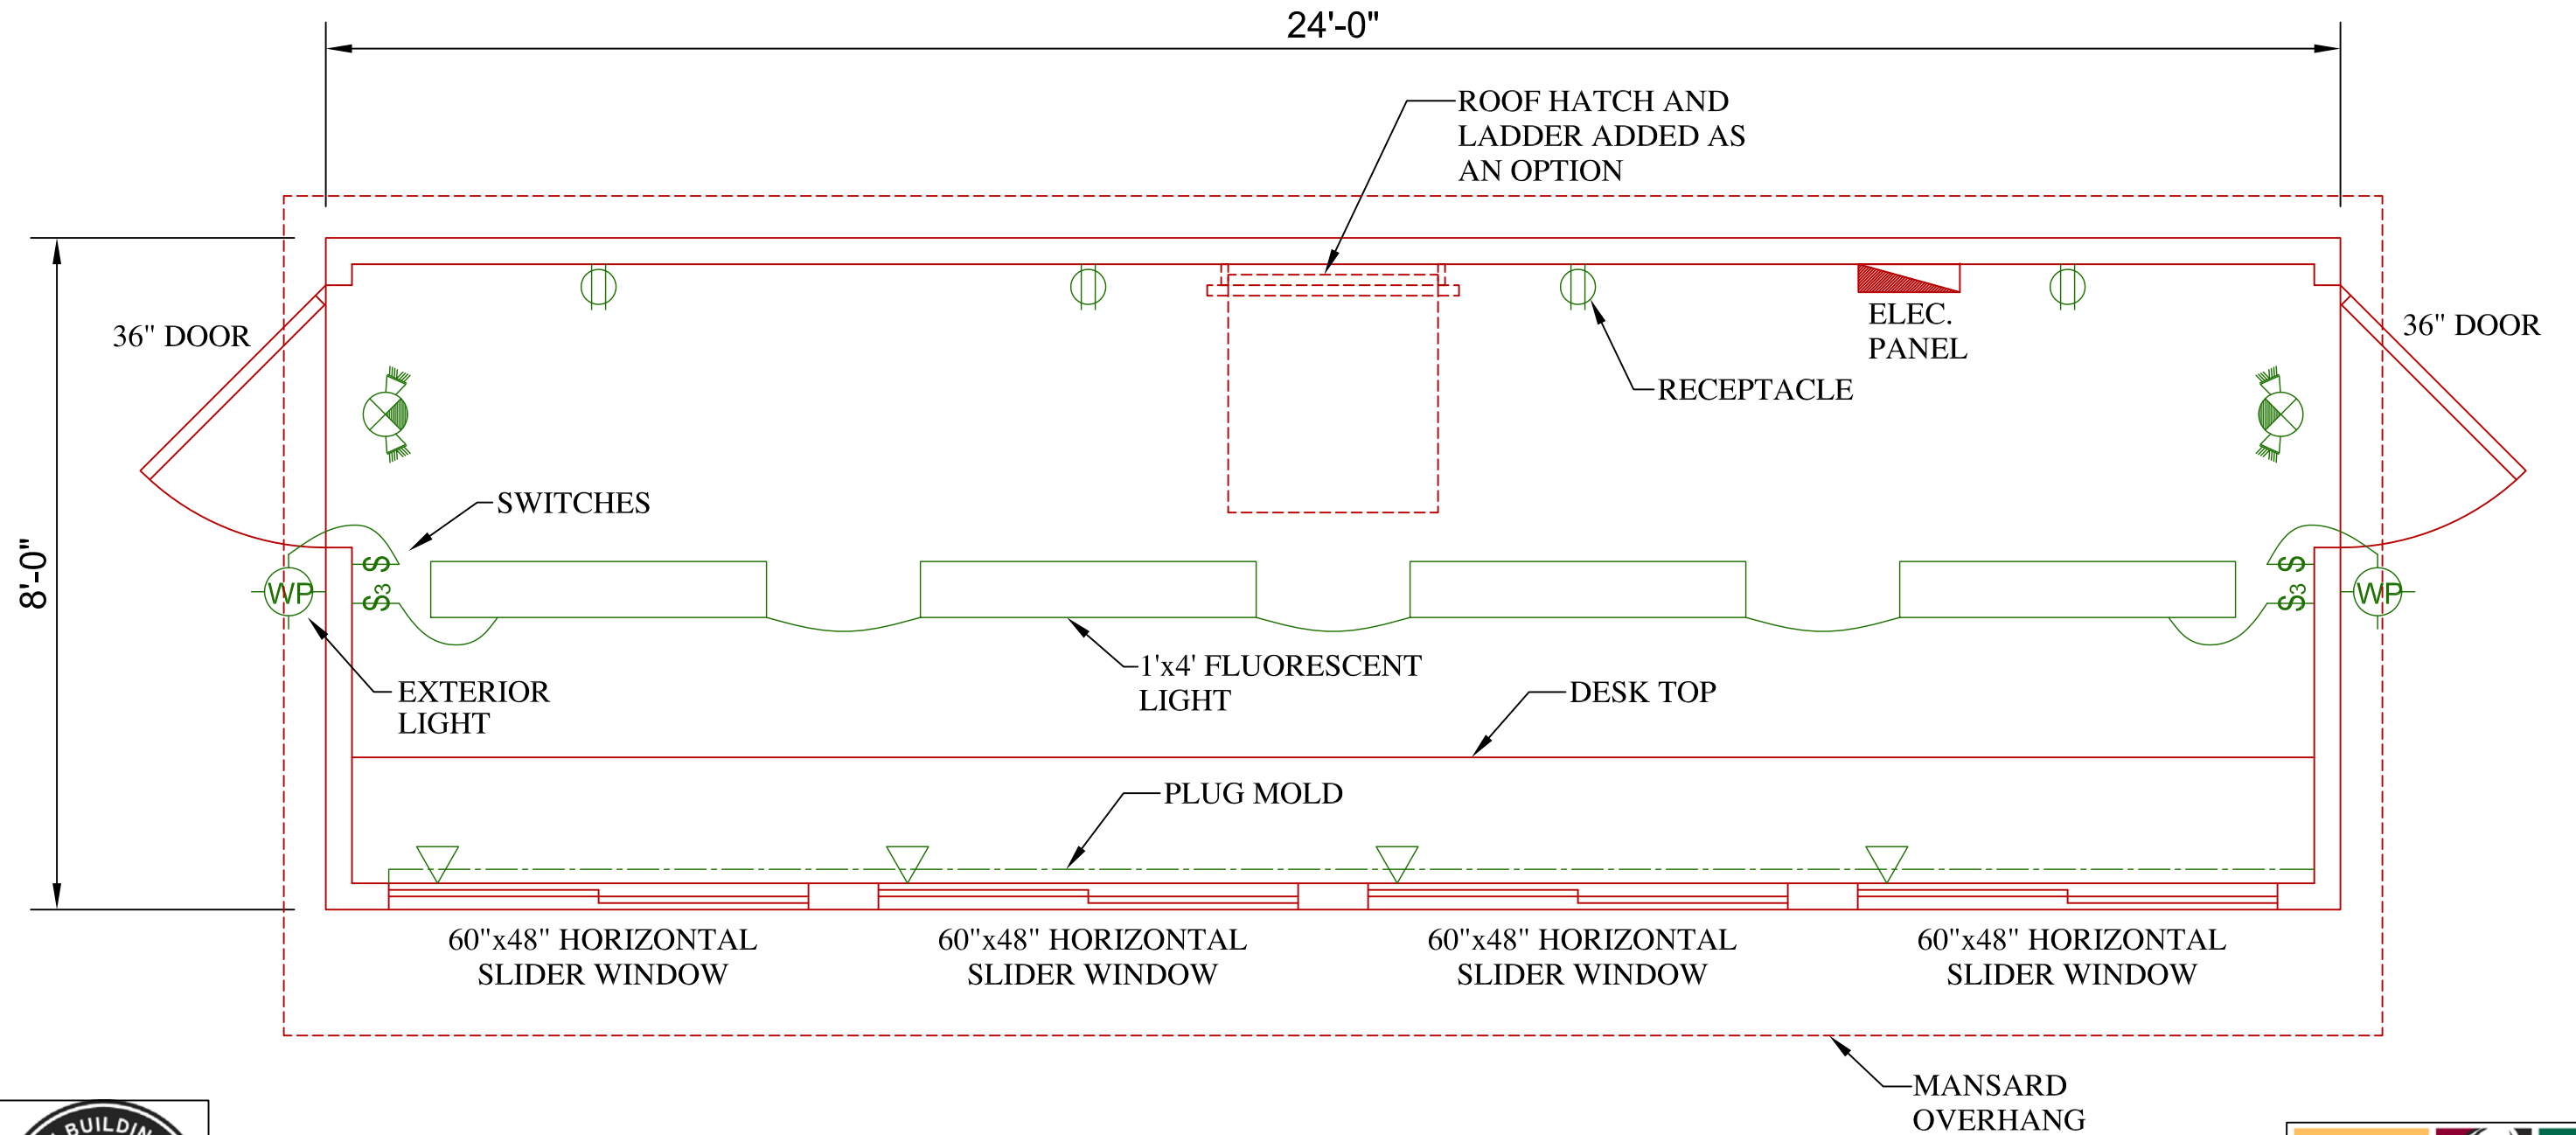 24'-0"
ROOF HATCH AND
LADDER ADDED AS
AN OPTION
36" DOOR
ELEC.
PANEL
36" DOOR
RECEPTACLE
SWITCHES
8'-0"
$
$3
WP
$
$3
WP
EXTERIOR
LIGHT
1'x4' FLUORESCENT
LIGHT
DESK TOP
PLUG MOLD
60"x48" HORIZONTAL
SLIDER WINDOW
60"x48" HORIZONTAL
SLIDER WINDOW
60"x48" HORIZONTAL
SLIDER WINDOW
60"x48" HORIZONTAL
SLIDER WINDOW
MANSARD
OVERHANG